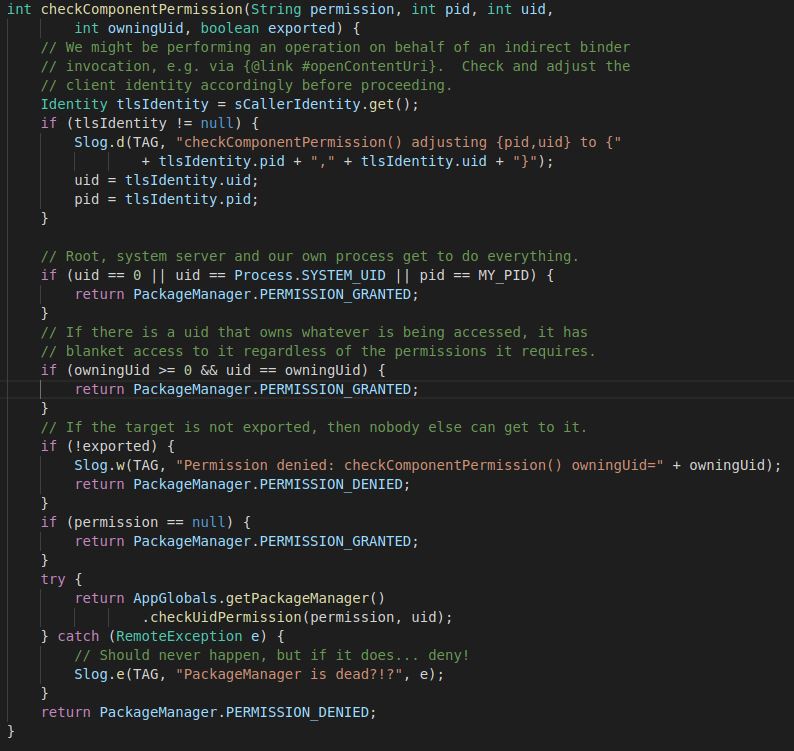 int checkComponentPermission(String permission, int pid, int uid,
        int owningUid, boolean exported) {
    // We might be performing an operation on behalf of an indirect binder
    // invocation, e.g. via {@link #openContentUri}.  Check and adjust the
    // client identity accordingly before proceeding.
    Identity tlsIdentity = sCallerIdentity.get();
    if (tlsIdentity != null) {
        Slog.d(TAG, "checkComponentPermission() adjusting {pid,uid} to {"
                + tlsIdentity.pid + "," + tlsIdentity.uid + "}");
        uid = tlsIdentity.uid;
        pid = tlsIdentity.pid;
    }

    // Root, system server and our own process get to do everything.
    if (uid == 0 || uid == Process.SYSTEM_UID || pid == MY_PID) {
        return PackageManager.PERMISSION_GRANTED;
    }
    // If there is a uid that owns whatever is being accessed, it has
    // blanket access to it regardless of the permissions it requires.
    if (owningUid >= 0 && uid == owningUid) {
        return PackageManager.PERMISSION_GRANTED;
    }
    // If the target is not exported, then nobody else can get to it.
    if (!exported) {
        Slog.w(TAG, "Permission denied: checkComponentPermission() owningUid=" + owningUid);
        return PackageManager.PERMISSION_DENIED;
    }
    if (permission == null) {
        return PackageManager.PERMISSION_GRANTED;
    }
    try {
        return AppGlobals.getPackageManager()
                .checkUidPermission(permission, uid);
    } catch (RemoteException e) {
        // Should never happen, but if it does... deny!
        Slog.e(TAG, "PackageManager is dead?!?", e);
    }
    return PackageManager.PERMISSION_DENIED;
}